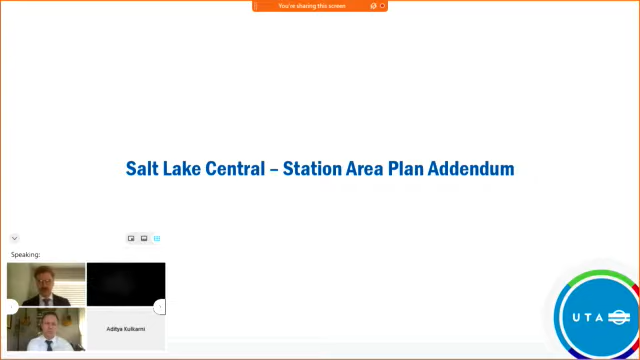 You're sharing this screen
Salt Lake Central – Station Area Plan Addendum
Speaking:
Aditya Kulkarni
UTA